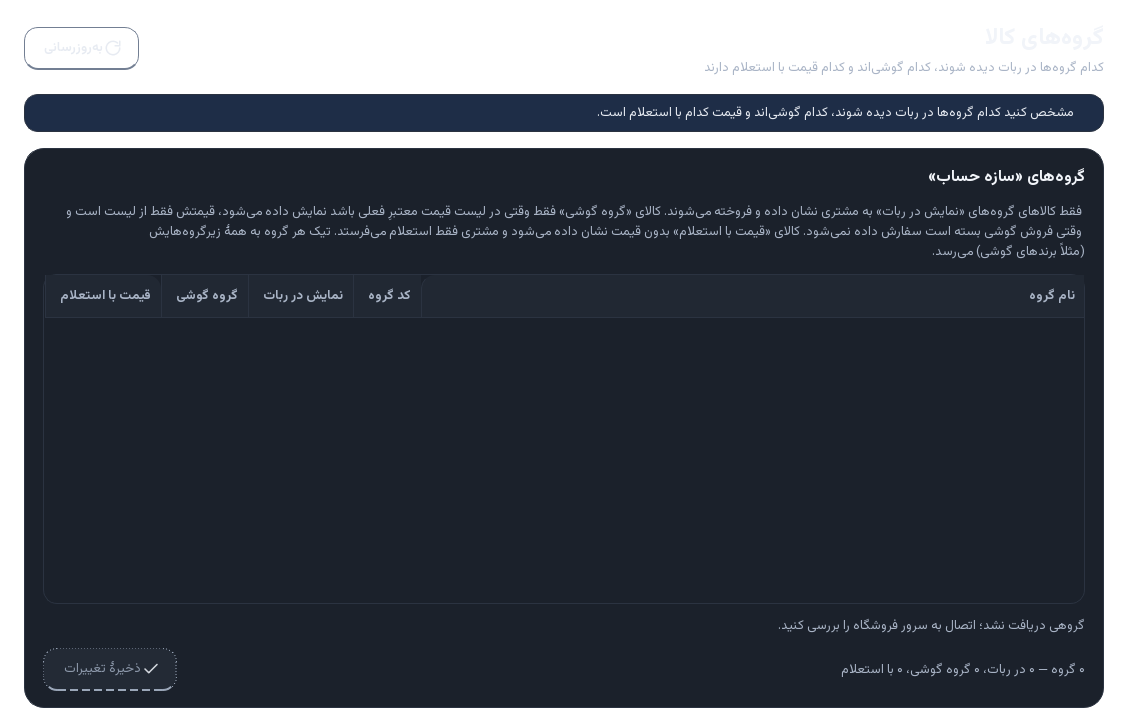 گروه‌های کالا
کدام گروه‌ها در ربات دیده شوند، کدام گوشی‌اند و کدام قیمت با استعلام دارند
به‌روزرسانی
مشخص کنید کدام گروه‌ها در ربات دیده شوند، کدام گوشی‌اند و قیمت کدام با استعلام است.
گروه‌های «سازه حساب»
فقط کالاهای گروه‌های «نمایش در ربات» به مشتری نشان داده و فروخته می‌شوند. کالای «گروه گوشی» فقط وقتی در لیست قیمت معتبرِ فعلی باشد نمایش داده می‌شود، قیمتش فقط از لیست است و
وقتی فروش گوشی بسته است سفارش داده نمی‌شود. کالای «قیمت با استعلام» بدون قیمت نشان داده می‌شود و مشتری فقط استعلام می‌فرستد. تیک هر گروه به همهٔ زیرگروه‌هایش
(مثلاً برندهای گوشی) می‌رسد.
نام گروه	کد گروه	نمایش در ربات	گروه گوشی	قیمت با استعلام
گروهی دریافت نشد؛ اتصال به سرور فروشگاه را بررسی کنید.
۰ گروه — ۰ در ربات، ۰ گروه گوشی، ۰ با استعلام
ذخیرهٔ تغییرات